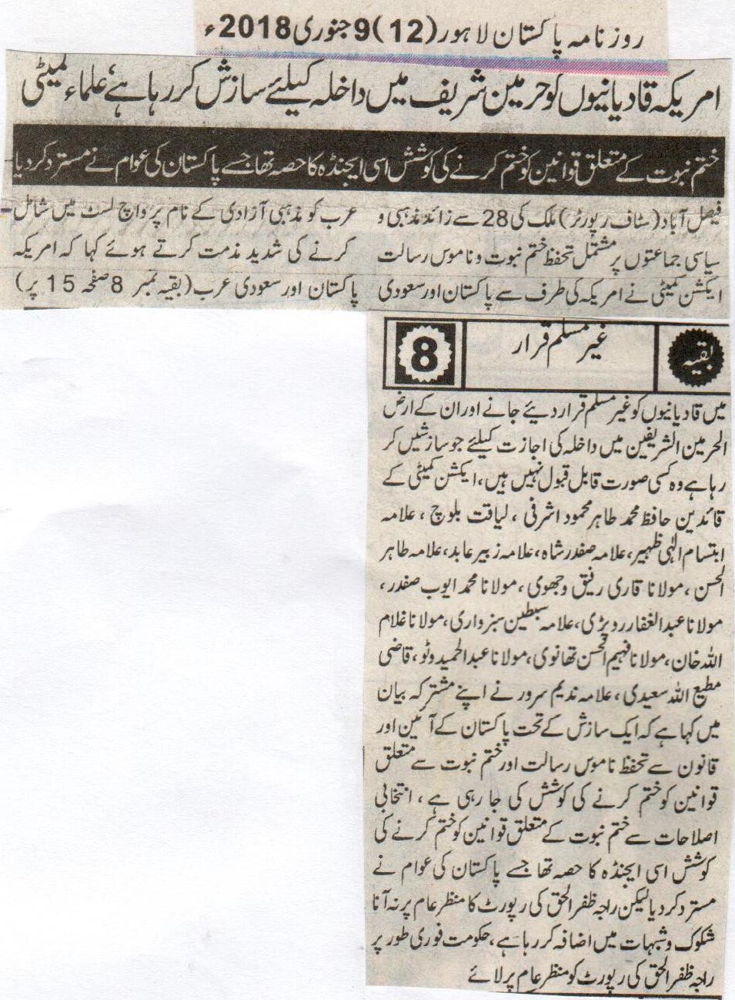 روزنامہ پاکستان لاہور (12) 9 جنوری 2018ء
امریکہ قادیانیوں کو حرمین شریف میں داخلہ کیلئے سازش کر رہا ہے، علماء کمیٹی
ختم نبوت کے متعلق قوانین کو ختم کرنے کی کوشش اسی ایجنڈہ کا حصہ تھا جسے پاکستان کی عوام نے مسترد کر دیا
فیصل آباد (سٹاف رپورٹر) ملک کی 28 سے زائد مذہبی و
سیاسی جماعتوں پر مشتمل تحفظ ختم نبوت و ناموس رسالت
ایکشن کمیٹی نے امریکہ کی طرف سے پاکستان اور سعودی
عرب کو مذہبی آزادی کے نام پر واچ لسٹ میں شامل
کرنے کی شدید مذمت کرتے ہوئے کہا کہ امریکہ
پاکستان اور سعودی عرب (بقیہ نمبر 8 صفحہ 15 پر)
بقیہ غیر مسلم قرار 8
میں قادیانیوں کو غیر مسلم قرار دیئے جانے اور ان کے ارض
الحرمین الشریفین میں داخلہ کی اجازت کیلئے جو سازشیں کر
رہا ہے وہ کسی صورت قابل قبول نہیں ہیں، ایکشن کمیٹی کے
قائدین حافظ محمد طاہر محمود اشرفی، لیاقت بلوچ، علامہ
ابتسام الٰہی ظہیر، علامہ صفدر شاہ، علامہ زبیر عابد، علامہ طاہر
الحسن، مولانا قاری رفیق وجھوی، مولانا محمد ایوب صفدر،
مولانا عبدالغفار روپڑی، علامہ سبطین سبزواری، مولانا غلام
اللہ خان، مولانا فہیم الحسن تھانوی، مولانا عبدالحمید وٹو، قاضی
مطیع اللہ سعیدی، علامہ ندیم سرور نے اپنے مشترکہ بیان
میں کہا ہے کہ ایک سازش کے تحت پاکستان کے آئین اور
قانون سے تحفظ ناموس رسالت اور ختم نبوت سے متعلق
قوانین کو ختم کرنے کی کوشش کی جا رہی ہے، انتخابی
اصلاحات سے ختم نبوت کے متعلق قوانین کو ختم کرنے کی
کوشش اسی ایجنڈہ کا حصہ تھا جسے پاکستان کی عوام نے
مسترد کر دیا لیکن راجہ ظفر الحق کی رپورٹ کا منظر عام پر نہ آنا
شکوک و شبہات میں اضافہ کر رہا ہے، حکومت فوری طور پر
راجہ ظفر الحق کی رپورٹ کو منظر عام پر لائے